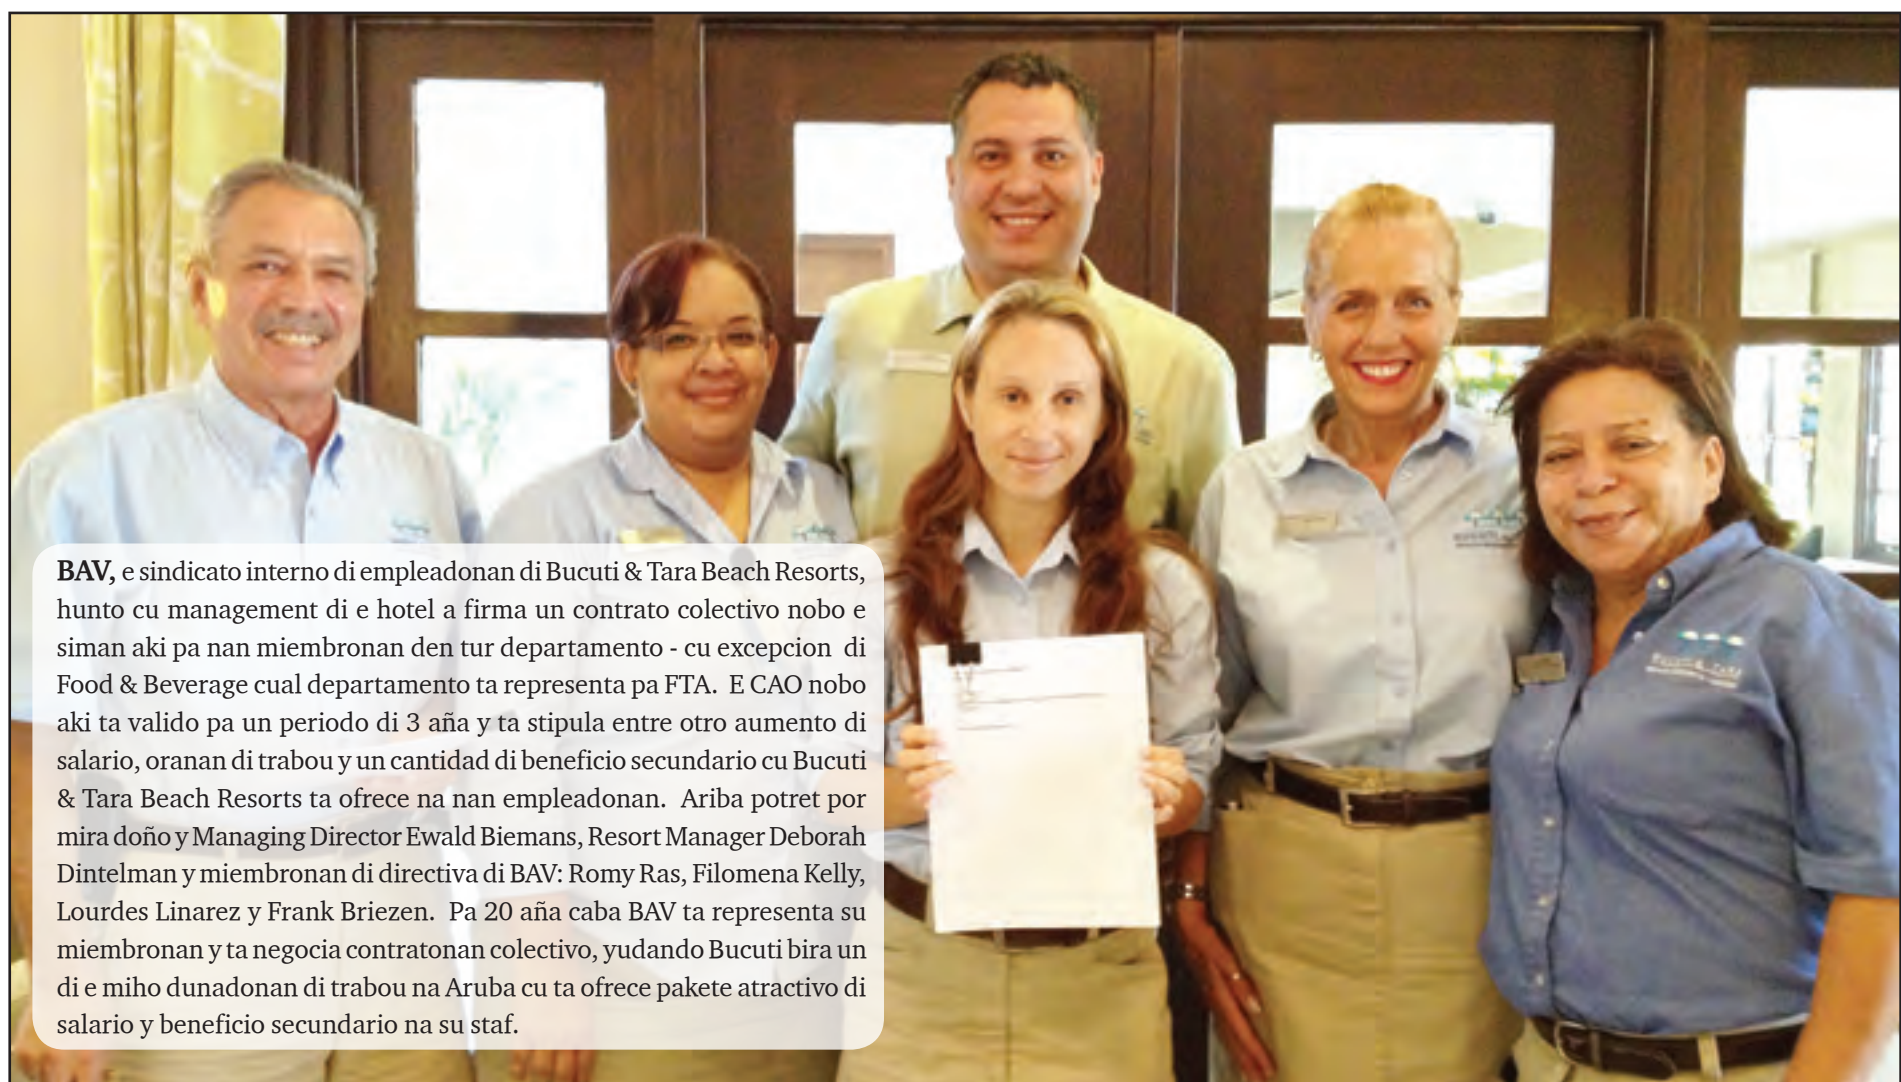 BAV, e sindicato interno di empleadonan di Bucuti & Tara Beach Resorts,
hunto cu management di e hotel a firma un contrato colectivo nobo e
siman aki pa nan miembronan den tur departamento - cu excepcion di
Food & Beverage cual departamento ta representa pa FTA. E CAO nobo
aki ta valido pa un periodo di 3 aña y ta stipula entre otro aumento di
salario, oranan di trabou y un cantidad di beneficio secundario cu Bucuti
& Tara Beach Resorts ta ofrece na nan empleadonan. Ariba potret por
mira doño y Managing Director Ewald Biemans, Resort Manager Deborah
Dintelman y miembronan di directiva di BAV: Romy Ras, Filomena Kelly,
Lourdes Linarez y Frank Briezen. Pa 20 aña caba BAV ta representa su
miembronan y ta negocia contratonan colectivo, yudando Bucuti bira un
di e miho dunadonan di trabou na Aruba cu ta ofrece pakete atractivo di
salario y beneficio secundario na su staf.